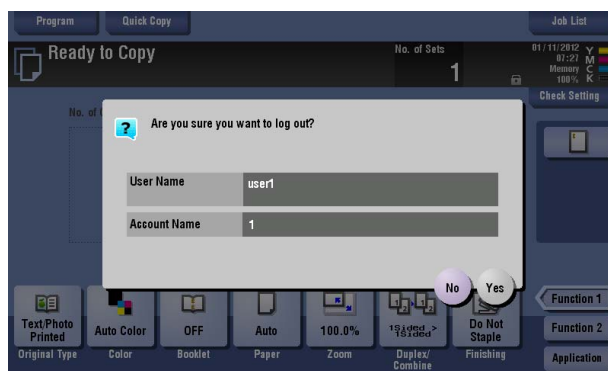 Program
Quick Copy
Job List
Ready to Copy
No. of Sets
1
01/11/2012
07:27
Memory
100%
Y
M
C
K
Check Setting
No. of
Are you sure you want to log out?
User Name
user1
Account Name
1
No
Yes
Text/Photo
Printed
Auto Color
OFF
Auto
100.0%
1Sided >
1Sided
Do Not
Staple
Original Type
Color
Booklet
Paper
Zoom
Duplex/
Combine
Finishing
Function 1
Function 2
Application